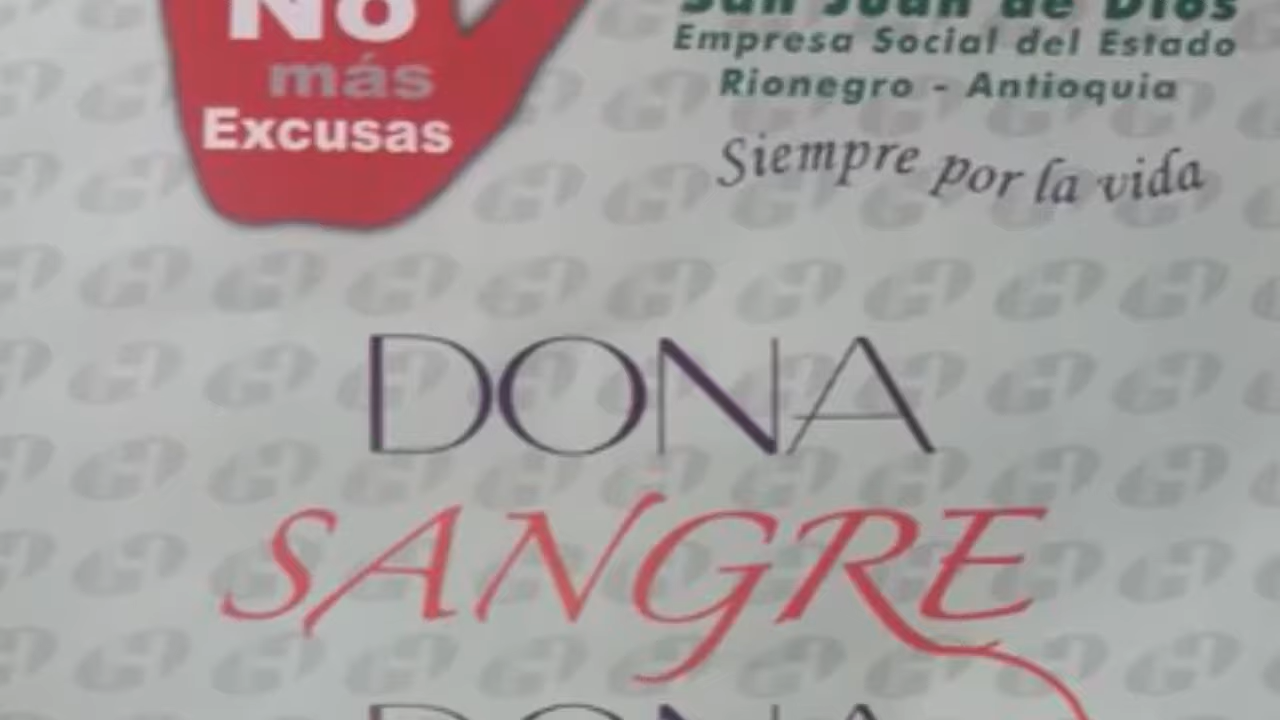 No
más
Excusas
San Juan de Dios
Empresa Social del Estado
Rionegro - Antioquia
Siempre por la vida
DONA
SANGRE
DONA